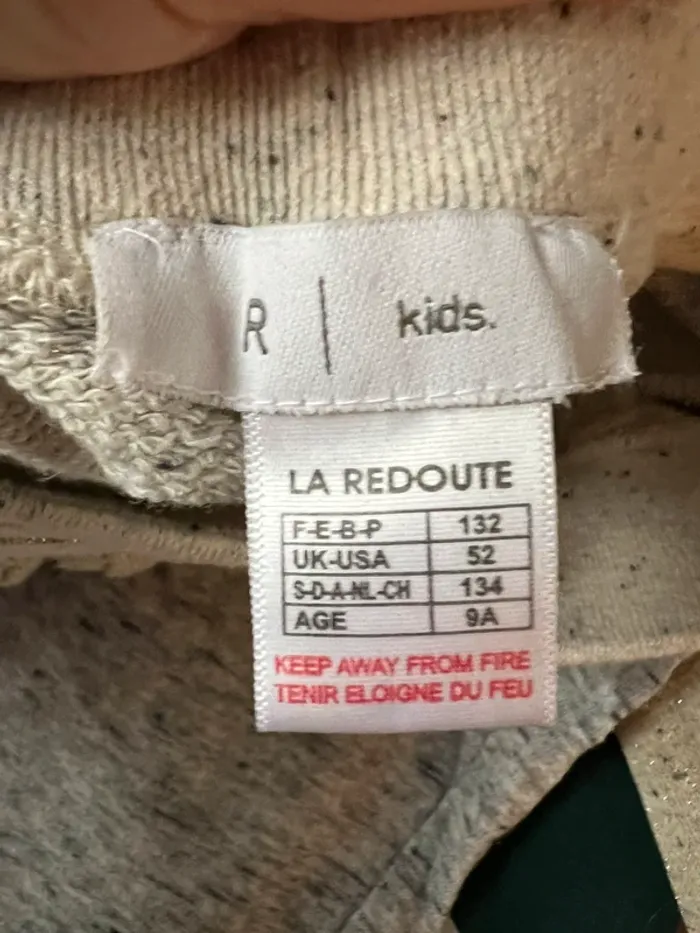 R | kids.
LA REDOUTE
F-E-B-P 132
UK-USA 52
S-D-A-NL-CH 134
AGE 9A
KEEP AWAY FROM FIRE
TENIR ELOIGNE DU FEU